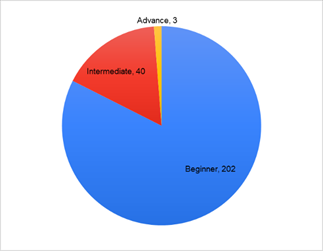 Advance, 3
Intermediate, 40
Beginner, 202